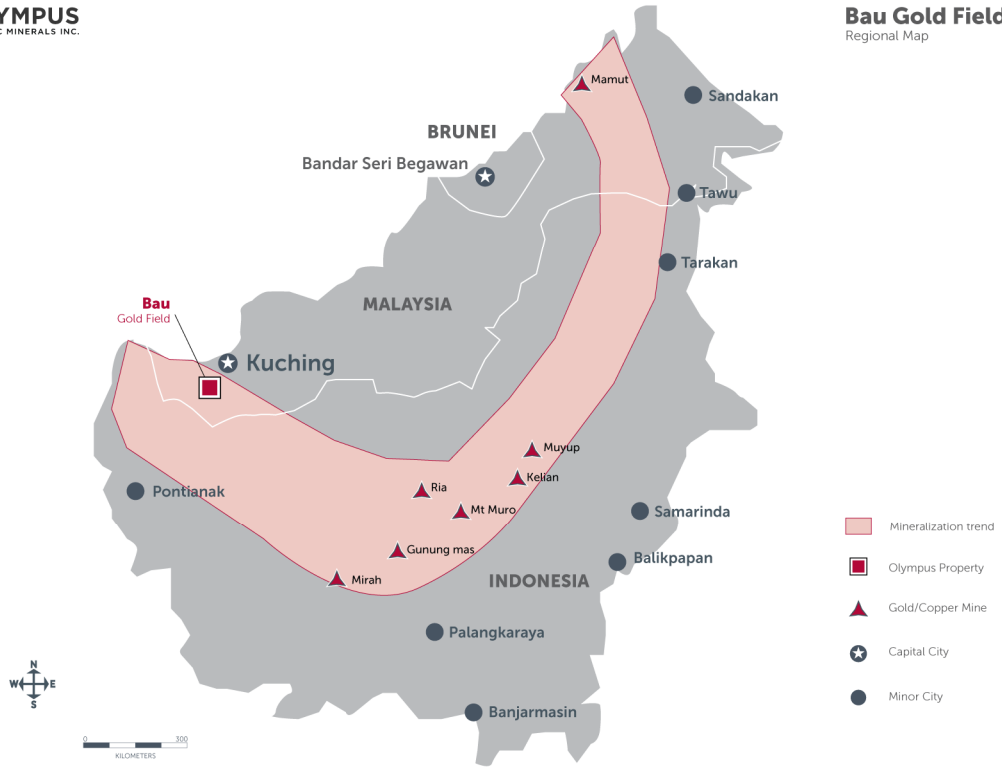 YMPUS
C MINERALS INC.
Bau Gold Field
Regional Map
Mamut
Sandakan
BRUNEI
Bandar Seri Begawan
Tawu
Tarakan
Bau
Gold Field
MALAYSIA
Kuching
Muyup
Kelian
Ria
Pontianak
Mt Muro
Samarinda
Mineralization trend
Gunung mas
Balikpapan
Olympus Property
Mirah
INDONESIA
Gold/Copper Mine
Palangkaraya
Capital City
N
W E
S
Minor City
Banjarmasin
0 300
KILOMETERS